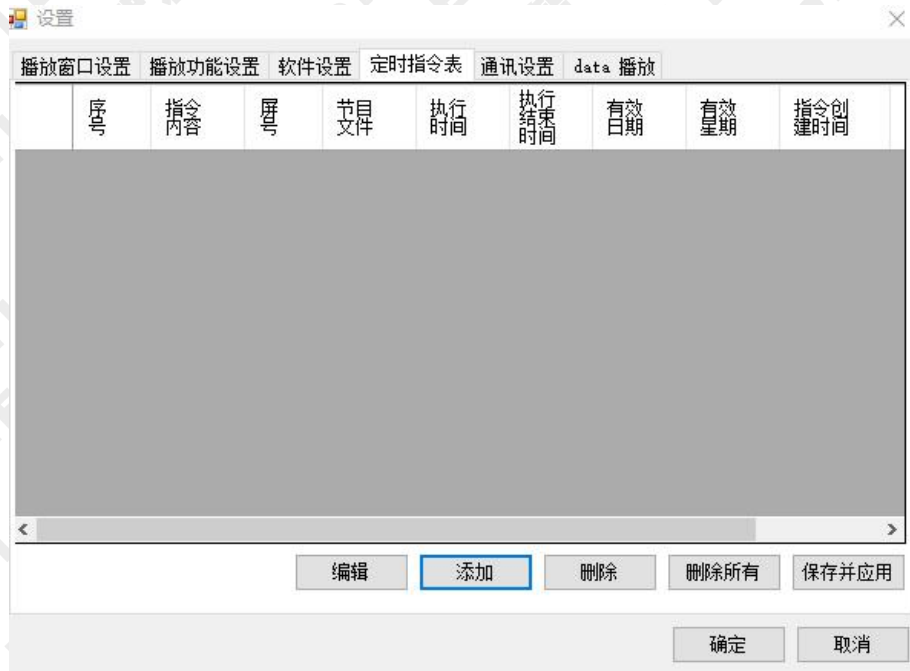 设置
播放窗口设置 播放功能设置 软件设置 定时指令表 通讯设置 data 播放
序号 指令内容 屏号 节目文件 执行时间 执行结束时间 有效日期 有效星期 指令创建时间
编辑 添加 删除 删除所有 保存并应用
确定 取消